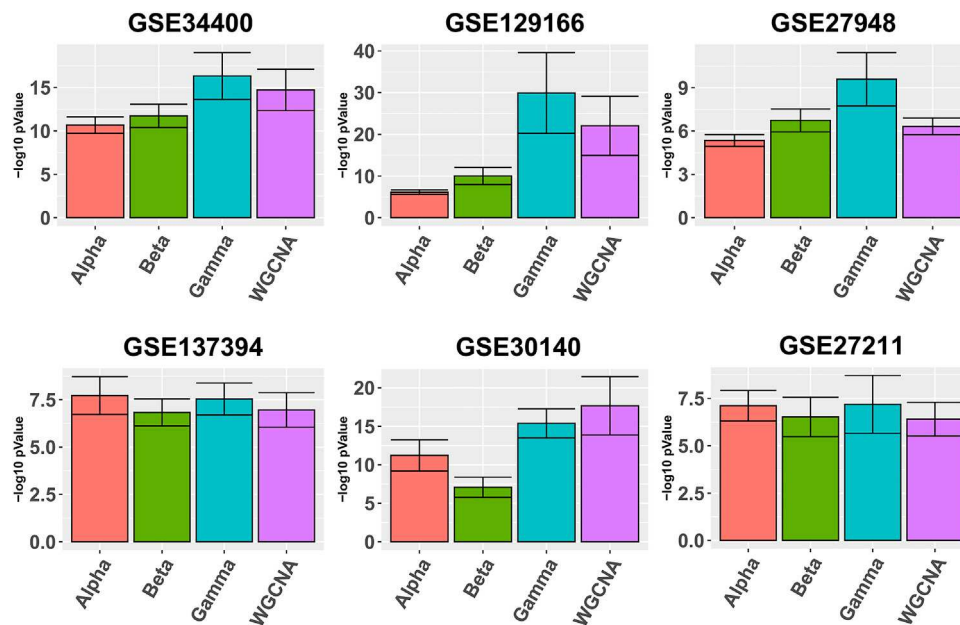 GSE34400
GSE129166
GSE27948
−log10 pValue
15
10
5
0
Alpha
Beta
Gamma
WGCNA
−log10 pValue
40
30
20
10
0
Alpha
Beta
Gamma
WGCNA
−log10 pValue
9
6
3
0
Alpha
Beta
Gamma
WGCNA
GSE137394
GSE30140
GSE27211
−log10 pValue
7.5
5.0
2.5
0.0
Alpha
Beta
Gamma
WGCNA
−log10 pValue
20
15
10
5
0
Alpha
Beta
Gamma
WGCNA
−log10 pValue
7.5
5.0
2.5
0.0
Alpha
Beta
Gamma
WGCNA